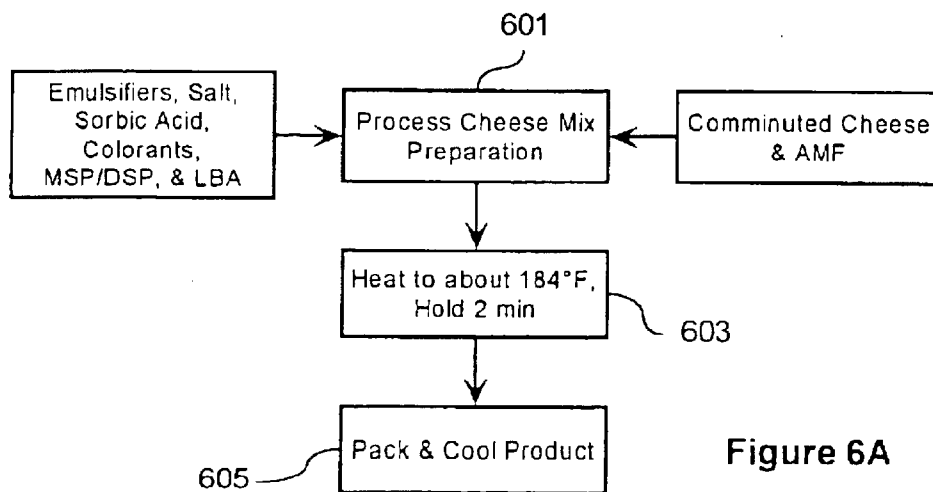 601
Emulsifiers, Salt,
Sorbic Acid,
Colorants,
MSP/DSP, & LBA
Process Cheese Mix
Preparation
Comminuted Cheese
& AMF
Heat to about 184°F,
Hold 2 min
603
Pack & Cool Product
605
Figure 6A